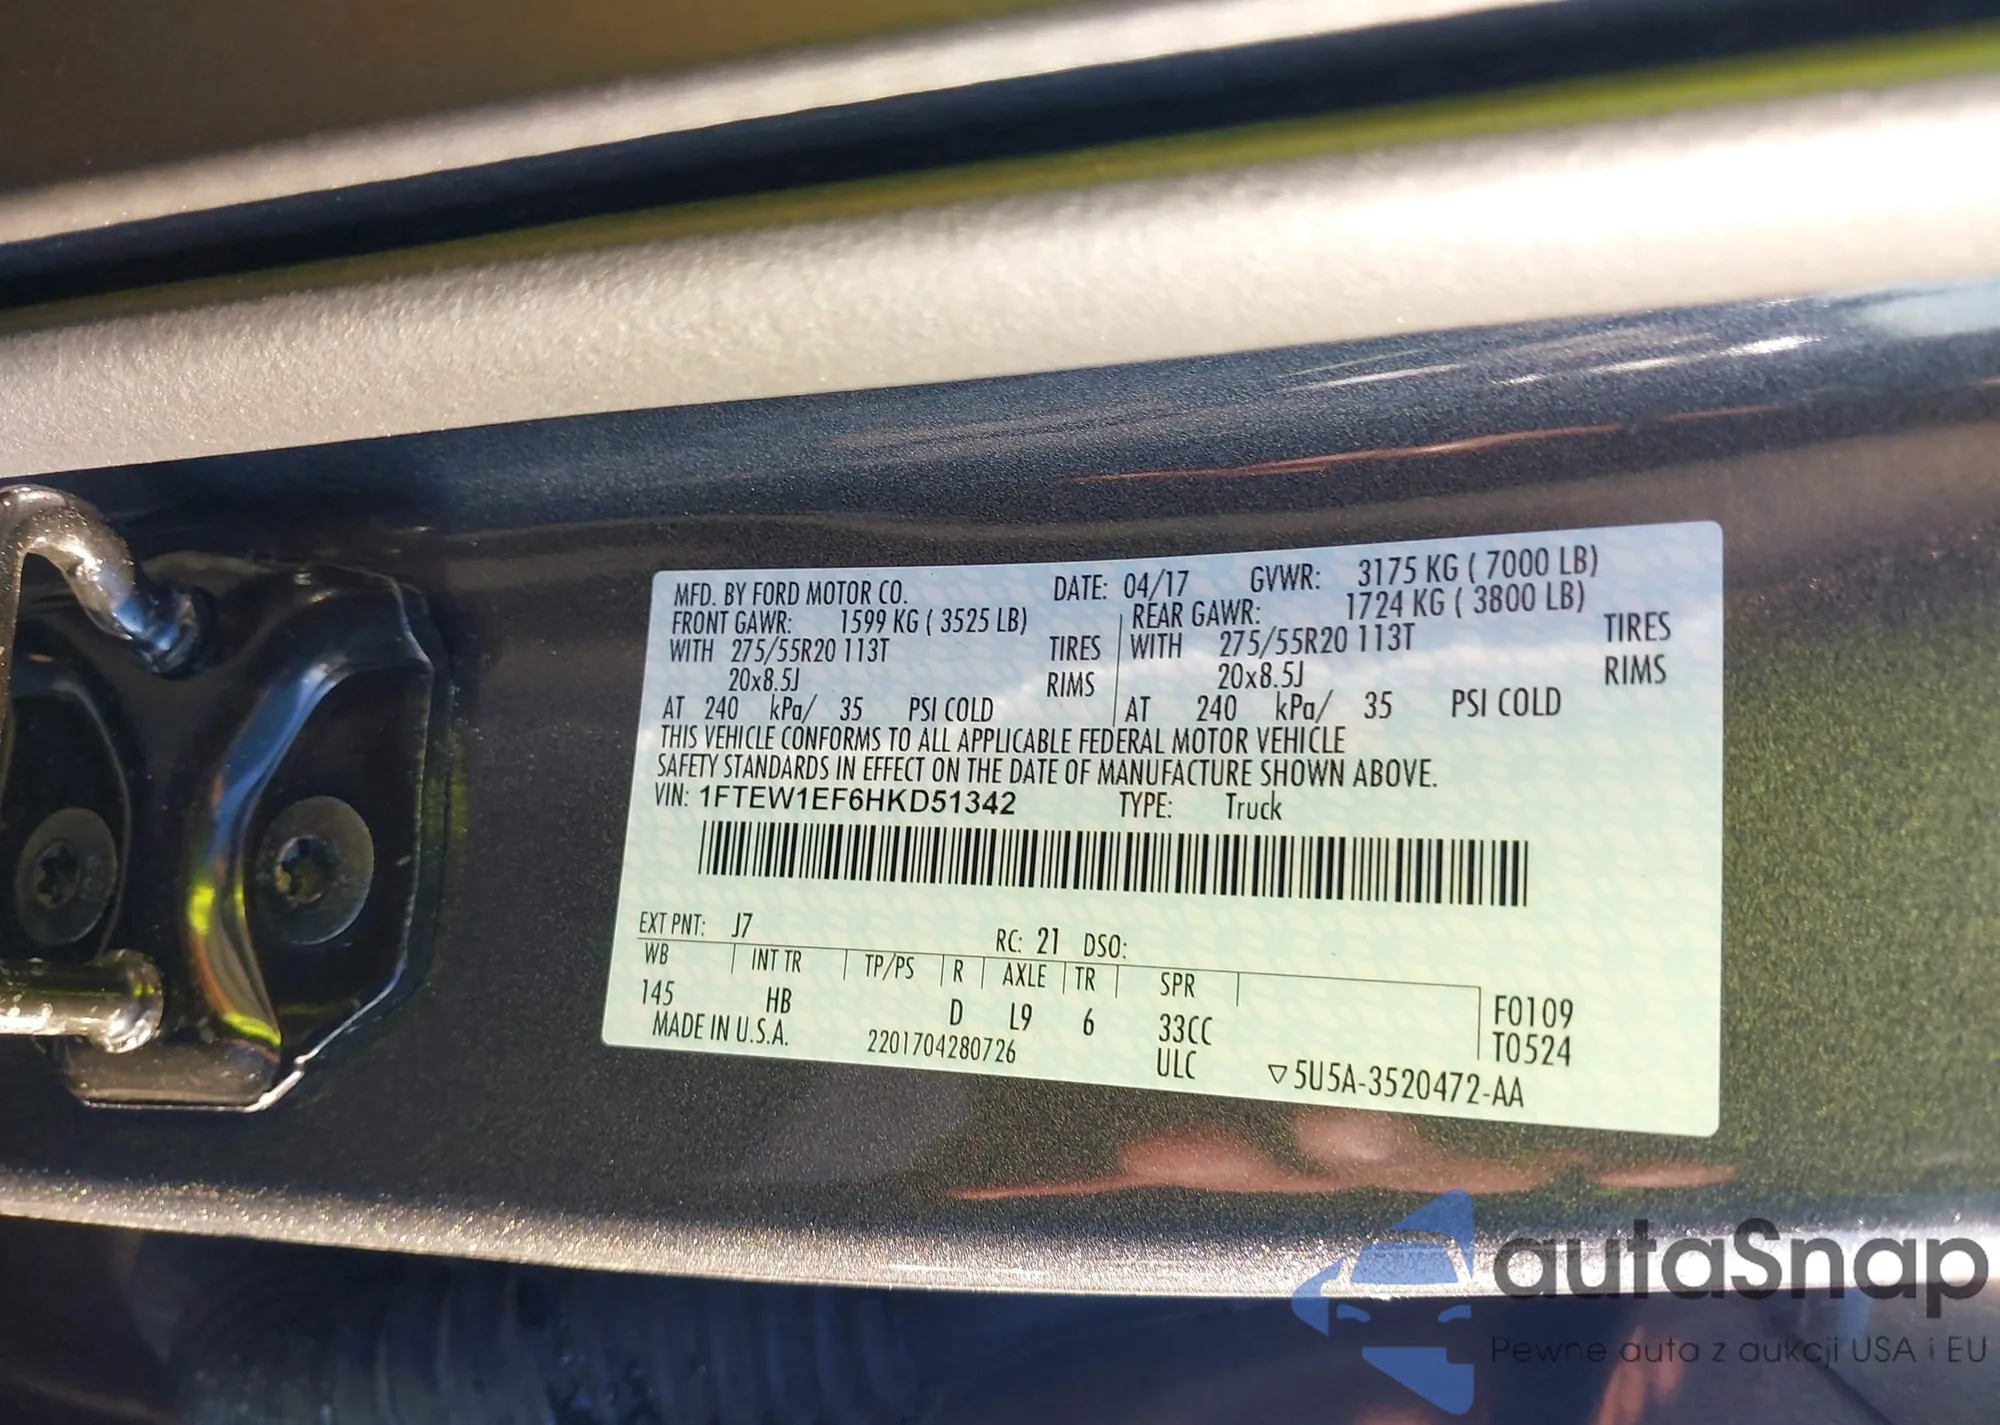 MFD. BY FORD MOTOR CO. DATE: 04/17 GVWR: 3175 KG ( 7000 LB)
FRONT GAWR: 1599 KG ( 3525 LB) REAR GAWR: 1724 KG ( 3800 LB)
WITH 275/55R20 113T TIRES WITH 275/55R20 113T TIRES
20x8.5J RIMS 20x8.5J RIMS
AT 240 kPa/ 35 PSI COLD AT 240 kPa/ 35 PSI COLD
THIS VEHICLE CONFORMS TO ALL APPLICABLE FEDERAL MOTOR VEHICLE
SAFETY STANDARDS IN EFFECT ON THE DATE OF MANUFACTURE SHOWN ABOVE.
VIN: 1FTEW1EF6HKD51342 TYPE: Truck
EXT PNT: J7 RC: 21 DSO:
WB INT TR TP/PS R AXLE TR SPR
145 HB D L9 6 33CC F0109
MADE IN U.S.A. 2201704280726 ULC T0524
▽5U5A-3520472-AA
autaSnap
Pewne auta z aukcji USA i EU